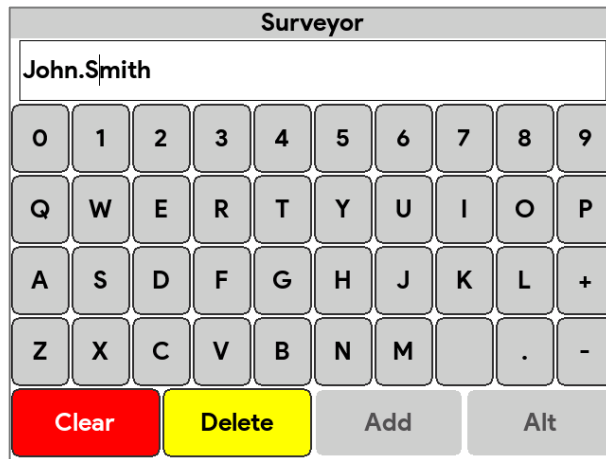 Surveyor
John.Smith
0 1 2 3 4 5 6 7 8 9
Q W E R T Y U I O P
A S D F G H J K L +
Z X C V B N M . -
Clear Delete Add Alt